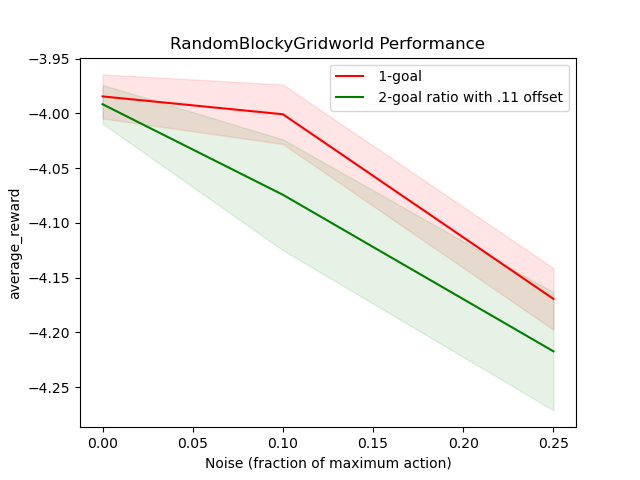 RandomBlockyGridworld Performance
1-goal
2-goal ratio with .11 offset
average_reward
−3.95
−4.00
−4.05
−4.10
−4.15
−4.20
−4.25
0.00 0.05 0.10 0.15 0.20 0.25
Noise (fraction of maximum action)